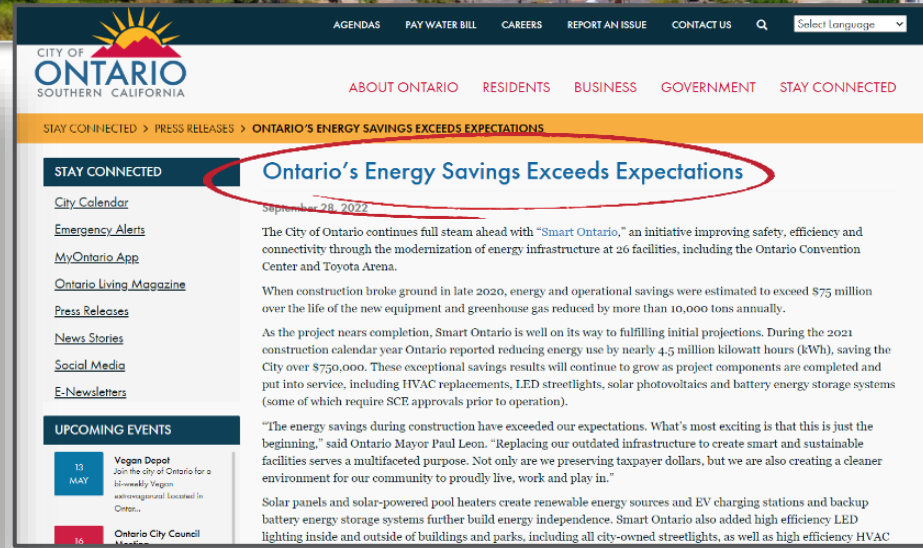 AGENDAS PAY WATER BILL CAREERS REPORT AN ISSUE CONTACT US Select Language
CITY OF
ONTARIO
SOUTHERN CALIFORNIA
ABOUT ONTARIO RESIDENTS BUSINESS GOVERNMENT STAY CONNECTED
STAY CONNECTED > PRESS RELEASES > ONTARIO'S ENERGY SAVINGS EXCEEDS EXPECTATIONS
STAY CONNECTED
City Calendar
Emergency Alerts
MyOntario App
Ontario Living Magazine
Press Releases
News Stories
Social Media
E-Newsletters
UPCOMING EVENTS
13
MAY
Vegan Depot
Join the city of Ontario for a
bi-weekly Vegan
extravaganza! Located in
Ontar...
16
Ontario City Council
Meeting
Ontario's Energy Savings Exceeds Expectations
September 28, 2022
The City of Ontario continues full steam ahead with “Smart Ontario,” an initiative improving safety, efficiency and
connectivity through the modernization of energy infrastructure at 26 facilities, including the Ontario Convention
Center and Toyota Arena.
When construction broke ground in late 2020, energy and operational savings were estimated to exceed $75 million
over the life of the new equipment and greenhouse gas reduced by more than 10,000 tons annually.
As the project nears completion, Smart Ontario is well on its way to fulfilling initial projections. During the 2021
construction calendar year Ontario reported reducing energy use by nearly 4.5 million kilowatt hours (kWh), saving the
City over $750,000. These exceptional savings results will continue to grow as project components are completed and
put into service, including HVAC replacements, LED streetlights, solar photovoltaics and battery energy storage systems
(some of which require SCE approvals prior to operation).
“The energy savings during construction have exceeded our expectations. What’s most exciting is that this is just the
beginning,” said Ontario Mayor Paul Leon. “Replacing our outdated infrastructure to create smart and sustainable
facilities serves a multifaceted purpose. Not only are we preserving taxpayer dollars, but we are also creating a cleaner
environment for our community to proudly live, work and play in.”
Solar panels and solar-powered pool heaters create renewable energy sources and EV charging stations and backup
battery energy storage systems further build energy independence. Smart Ontario also added high efficiency LED
lighting inside and outside of buildings and parks, including all city-owned streetlights, as well as high efficiency HVAC